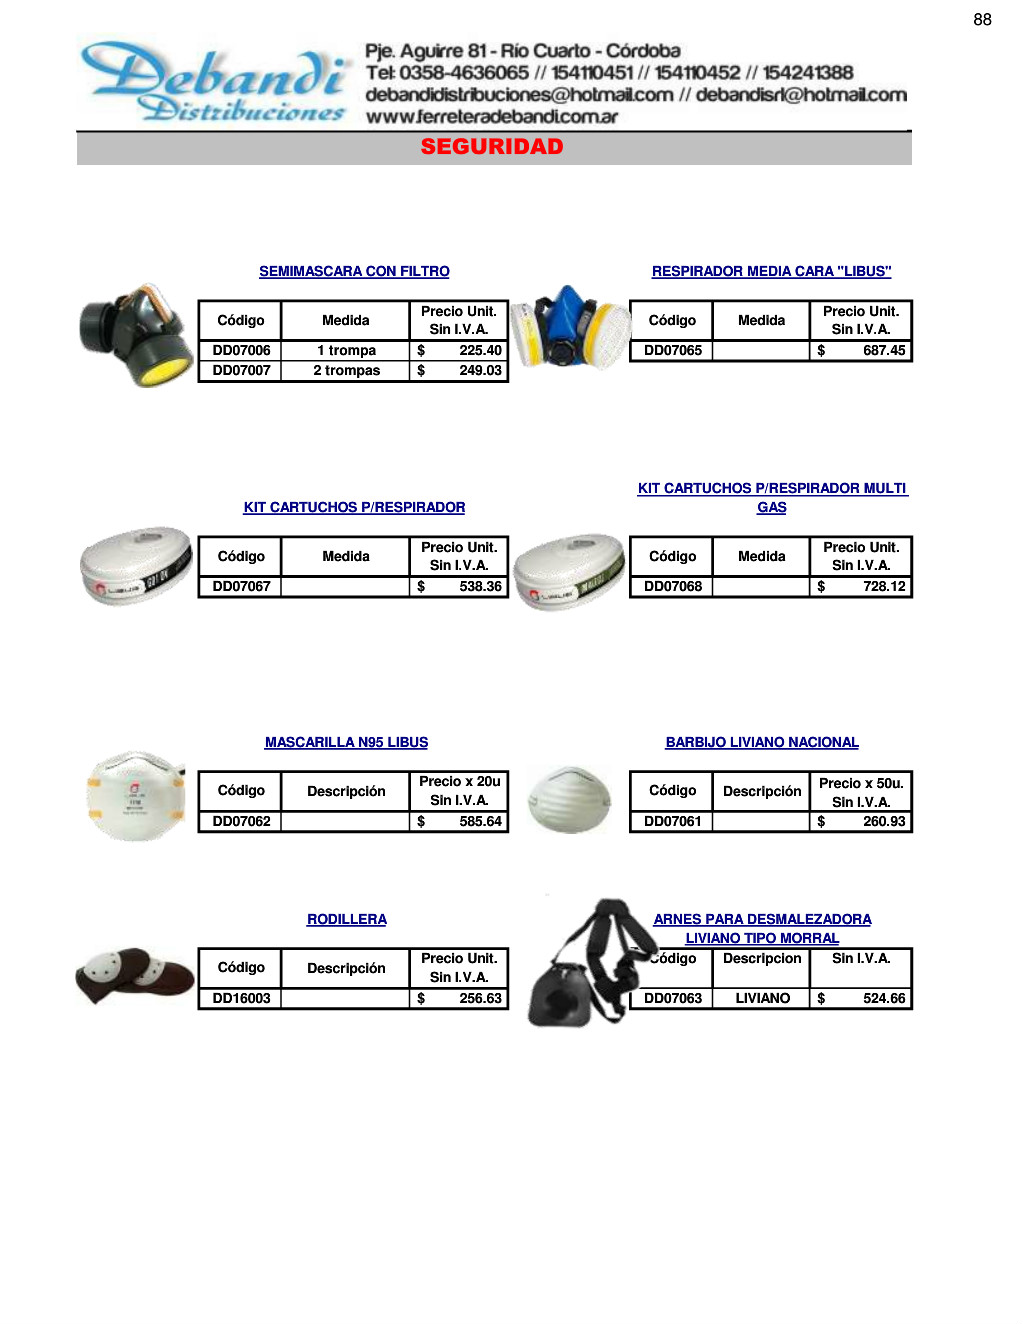 88
Debandi
Distribuciones
Pje. Aguirre 81 - Río Cuarto - Córdoba
Tel: 0358-4636065 // 154110451 // 154110452 // 154241388
debandidistribuciones@hotmail.com // debandisrl@hotmail.com
www.ferreteradebandi.com.ar
SEGURIDAD
SEMIMASCARA CON FILTRO
Código Medida Precio Unit. Sin I.V.A.
DD07006 1 trompa $ 225.40
DD07007 2 trompas $ 249.03
RESPIRADOR MEDIA CARA "LIBUS"
Código Medida Precio Unit. Sin I.V.A.
DD07065 $ 687.45
KIT CARTUCHOS P/RESPIRADOR
Código Medida Precio Unit. Sin I.V.A.
DD07067 $ 538.36
KIT CARTUCHOS P/RESPIRADOR MULTI
GAS
Código Medida Precio Unit. Sin I.V.A.
DD07068 $ 728.12
MASCARILLA N95 LIBUS
Código Descripción Precio x 20u Sin I.V.A.
DD07062 $ 585.64
BARBIJO LIVIANO NACIONAL
Código Descripción Precio x 50u. Sin I.V.A.
DD07061 $ 260.93
RODILLERA
Código Descripción Precio Unit. Sin I.V.A.
DD16003 $ 256.63
ARNES PARA DESMALEZADORA
LIVIANO TIPO MORRAL
Código Descripcion Sin I.V.A.
DD07063 LIVIANO $ 524.66